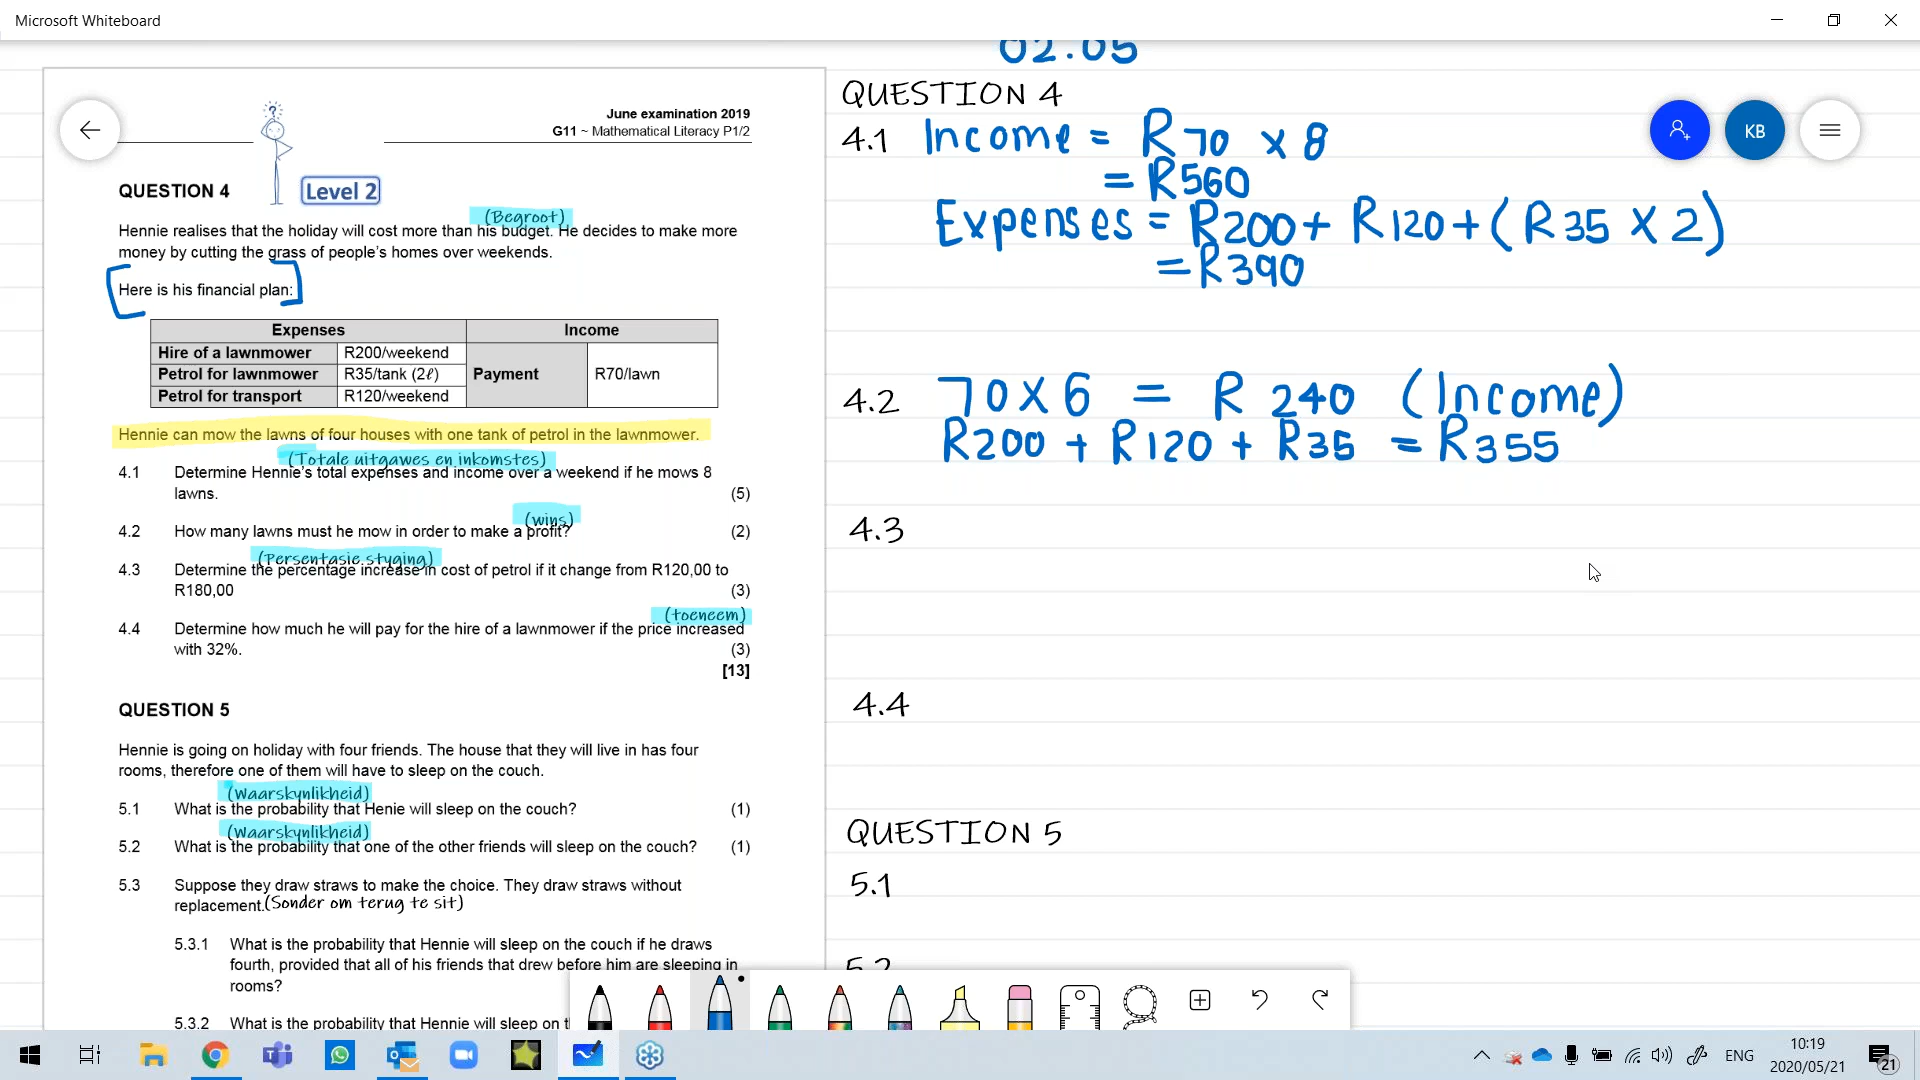 Microsoft Whiteboard
02.05
June examination 2019
G11 ~ Mathematical Literacy P1/2
?
QUESTION 4
Level 2
(Begroot)
Hennie realises that the holiday will cost more than his budget. He decides to make more
money by cutting the grass of people's homes over weekends.
Here is his financial plan:
Expenses Income
Hire of a lawnmower R200/weekend
Petrol for lawnmower R35/tank (2ℓ) Payment R70/lawn
Petrol for transport R120/weekend
Hennie can mow the lawns of four houses with one tank of petrol in the lawnmower.
(Totale uitgawes en inkomstes)
4.1 Determine Hennie's total expenses and income over a weekend if he mows 8
lawns. (5)
(wins)
4.2 How many lawns must he mow in order to make a profit? (2)
(Persentasie styging)
4.3 Determine the percentage increase in cost of petrol if it change from R120,00 to
R180,00 (3)
(toeneem)
4.4 Determine how much he will pay for the hire of a lawnmower if the price increased
with 32%. (3)
[13]
QUESTION 5
Hennie is going on holiday with four friends. The house that they will live in has four
rooms, therefore one of them will have to sleep on the couch.
(Waarskynlikheid)
5.1 What is the probability that Henie will sleep on the couch? (1)
(Waarskynlikheid)
5.2 What is the probability that one of the other friends will sleep on the couch? (1)
5.3 Suppose they draw straws to make the choice. They draw straws without
replacement. (Sonder om terug te sit)
5.3.1 What is the probability that Hennie will sleep on the couch if he draws
fourth, provided that all of his friends that drew before him are sleeping in
rooms?
5.3.2 What is the probability that Hennie will sleep on t
QUESTION 4
4.1 Income = R70 x 8
= R560
Expenses = R200 + R120 + (R35 x 2)
= R390
4.2 70 x 6 = R 240 (Income)
R200 + R120 + R35 = R355
4.3
4.4
QUESTION 5
5.1
5.2
KB
ENG
10:19
2020/05/21
21